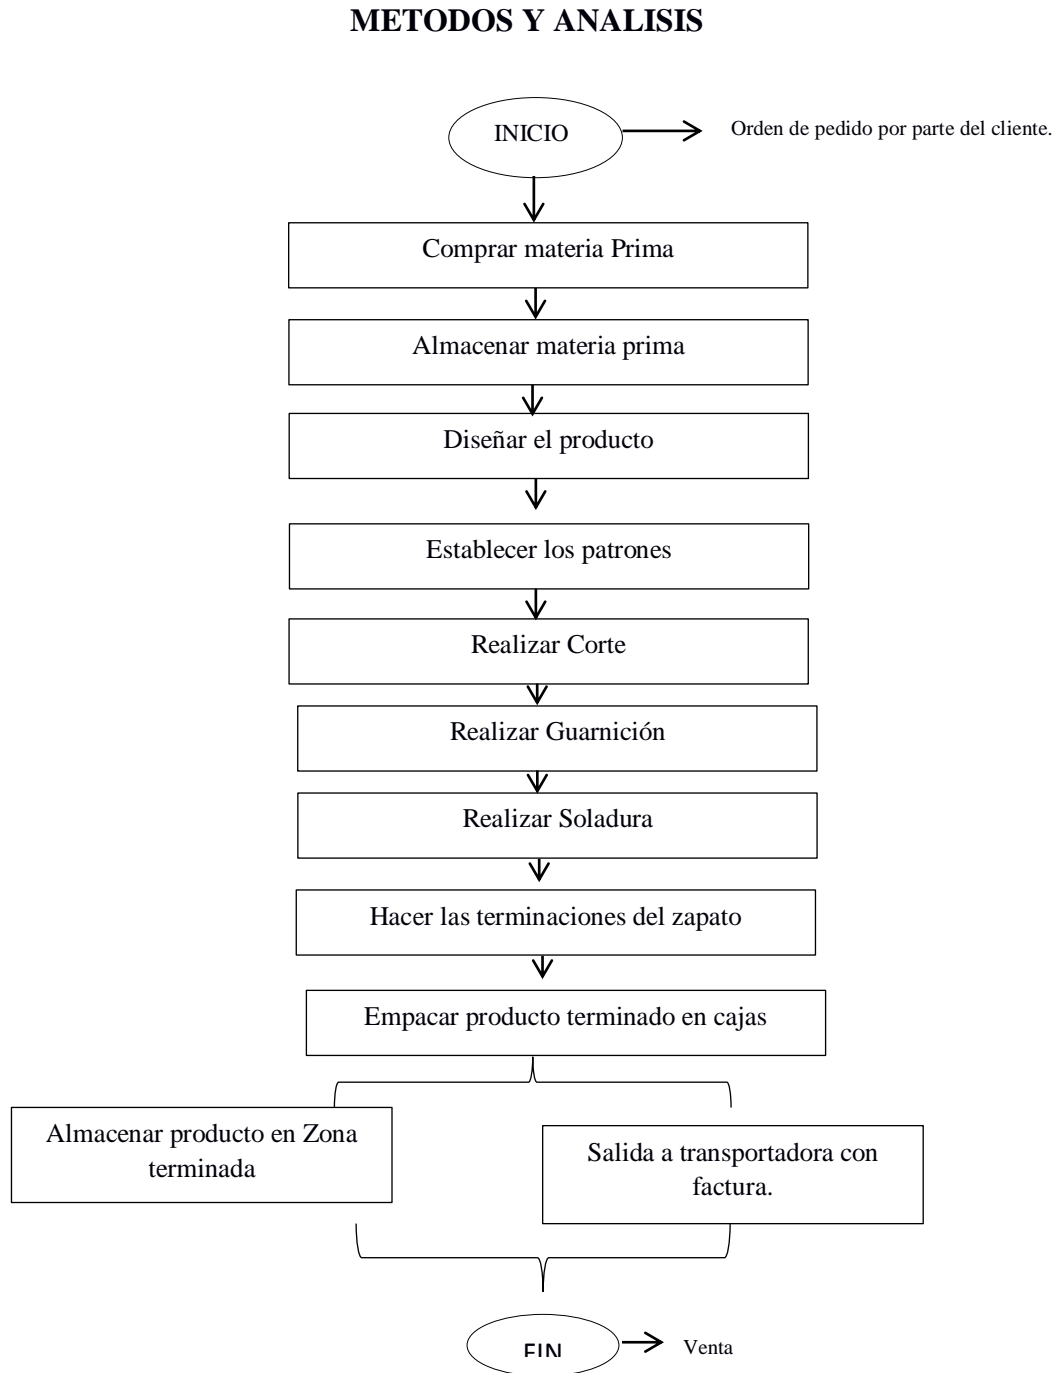 METODOS Y ANALISIS
INICIO
Orden de pedido por parte del cliente.
Comprar materia Prima
Almacenar materia prima
Diseñar el producto
Establecer los patrones
Realizar Corte
Realizar Guarnición
Realizar Soladura
Hacer las terminaciones del zapato
Empacar producto terminado en cajas
Almacenar producto en Zona
terminada
Salida a transportadora con
factura.
FIN
Venta